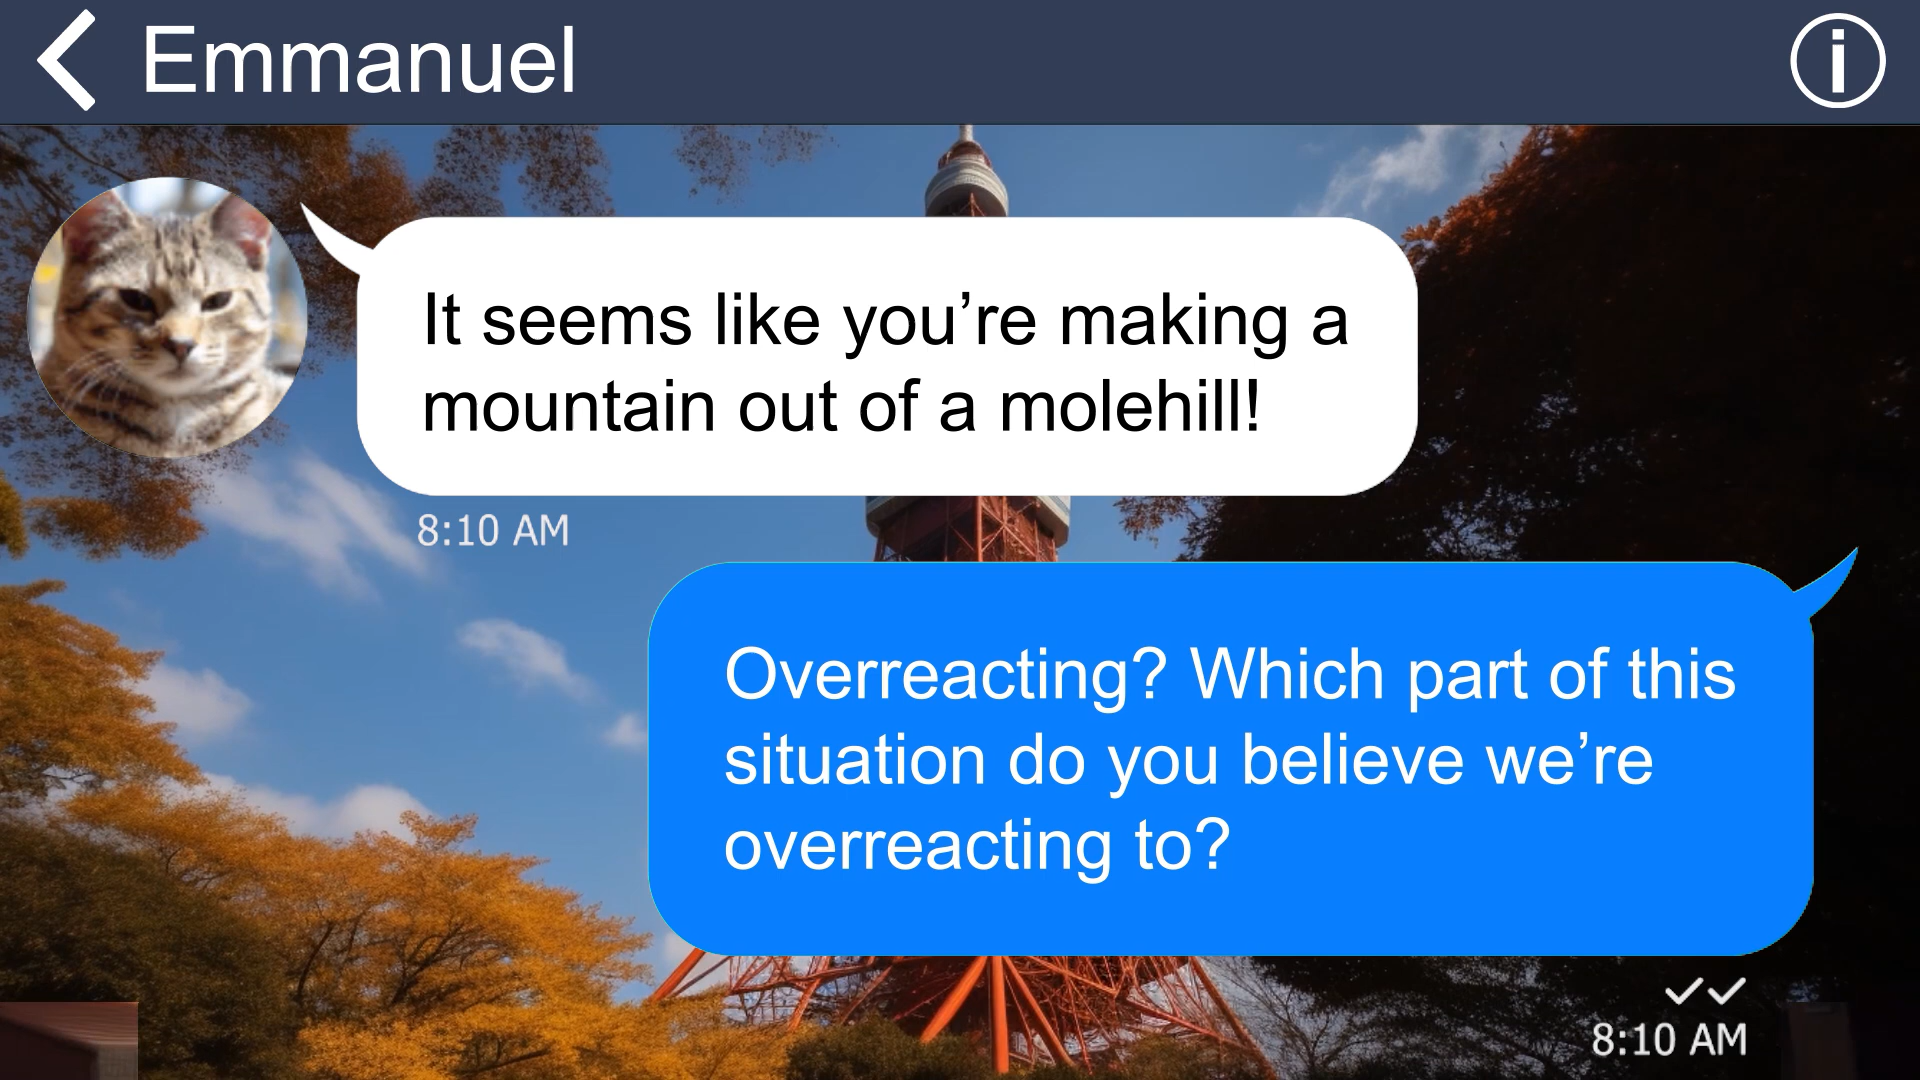 Emmanuel
It seems like you’re making a
mountain out of a molehill!
8:10 AM
Overreacting? Which part of this
situation do you believe we’re
overreacting to?
8:10 AM